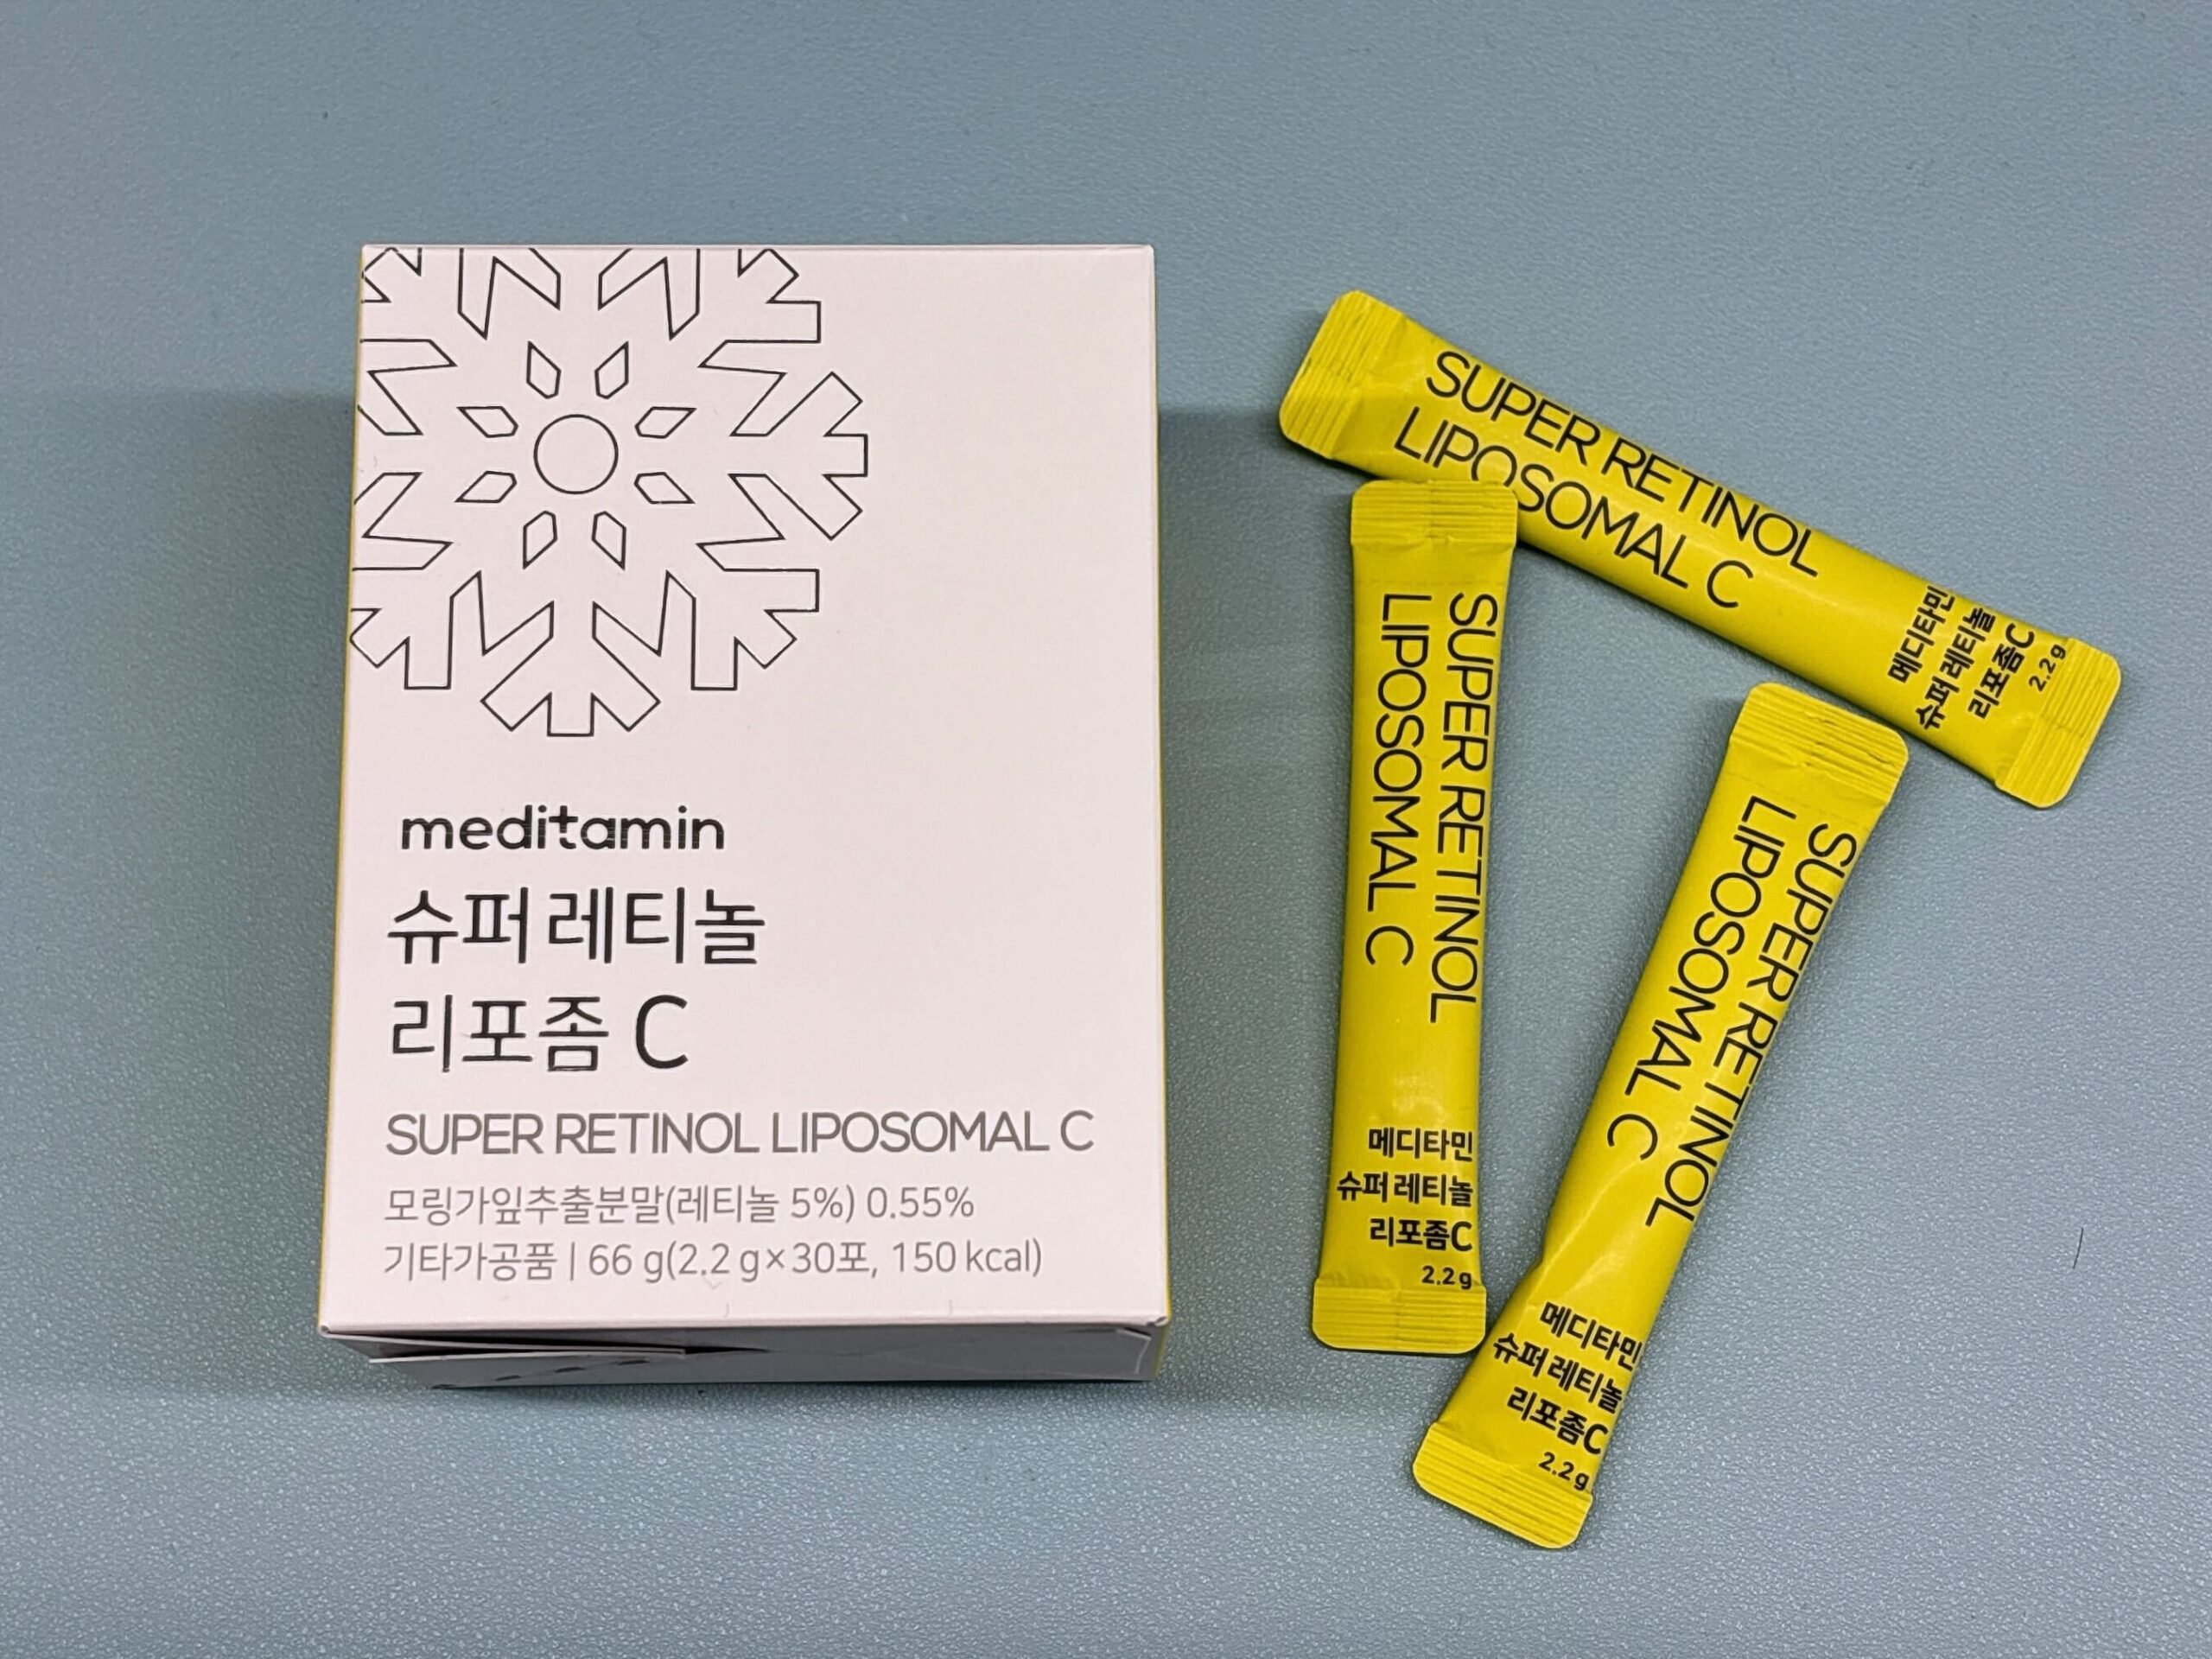 meditamin
슈퍼 레티놀
리포좀 C
SUPER RETINOL LIPOSOMAL C
모링가잎추출분말(레티놀 5%) 0.55%
기타가공품 | 66 g(2.2 g×30포, 150 kcal)
SUPER RETINOL
LIPOSOMAL C
메디타민
슈퍼 레티놀
리포좀C
2.2g
SUPER RETINOL
LIPOSOMAL C
메디타민
슈퍼 레티놀
리포좀C
2.2g
SUPER RETINOL
LIPOSOMAL C
메디타민
슈퍼 레티놀
리포좀C
2.2g